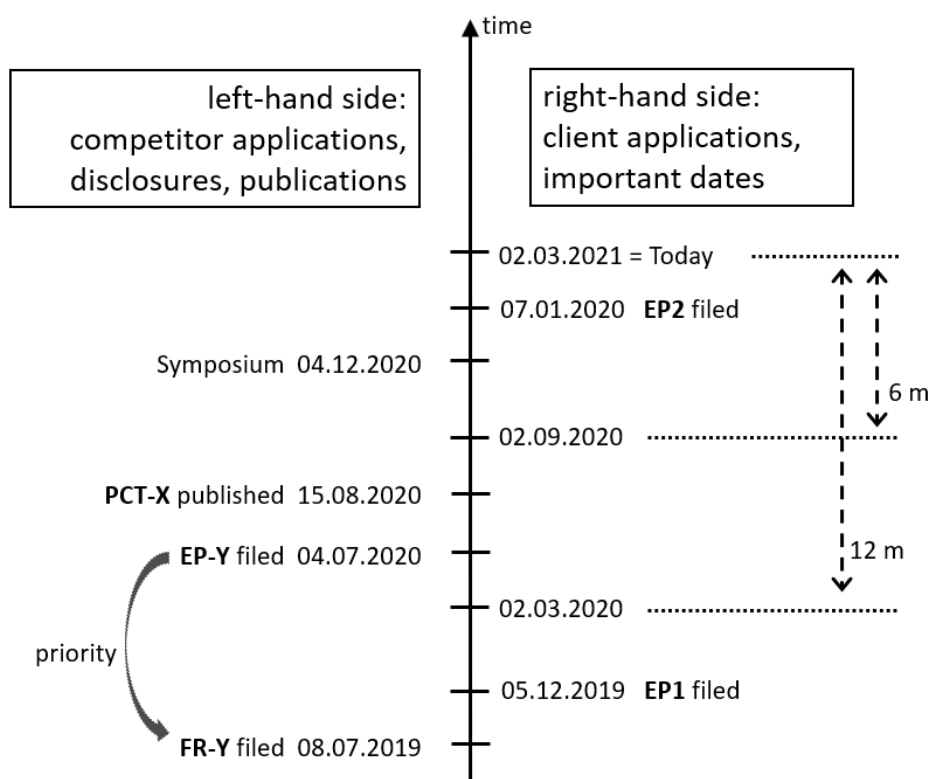 time
left-hand side:
competitor applications,
disclosures, publications
right-hand side:
client applications,
important dates
02.03.2021 = Today
07.01.2020 EP2 filed
Symposium 04.12.2020
6 m
02.09.2020
PCT-X published 15.08.2020
EP-Y filed 04.07.2020
12 m
02.03.2020
priority
05.12.2019 EP1 filed
FR-Y filed 08.07.2019